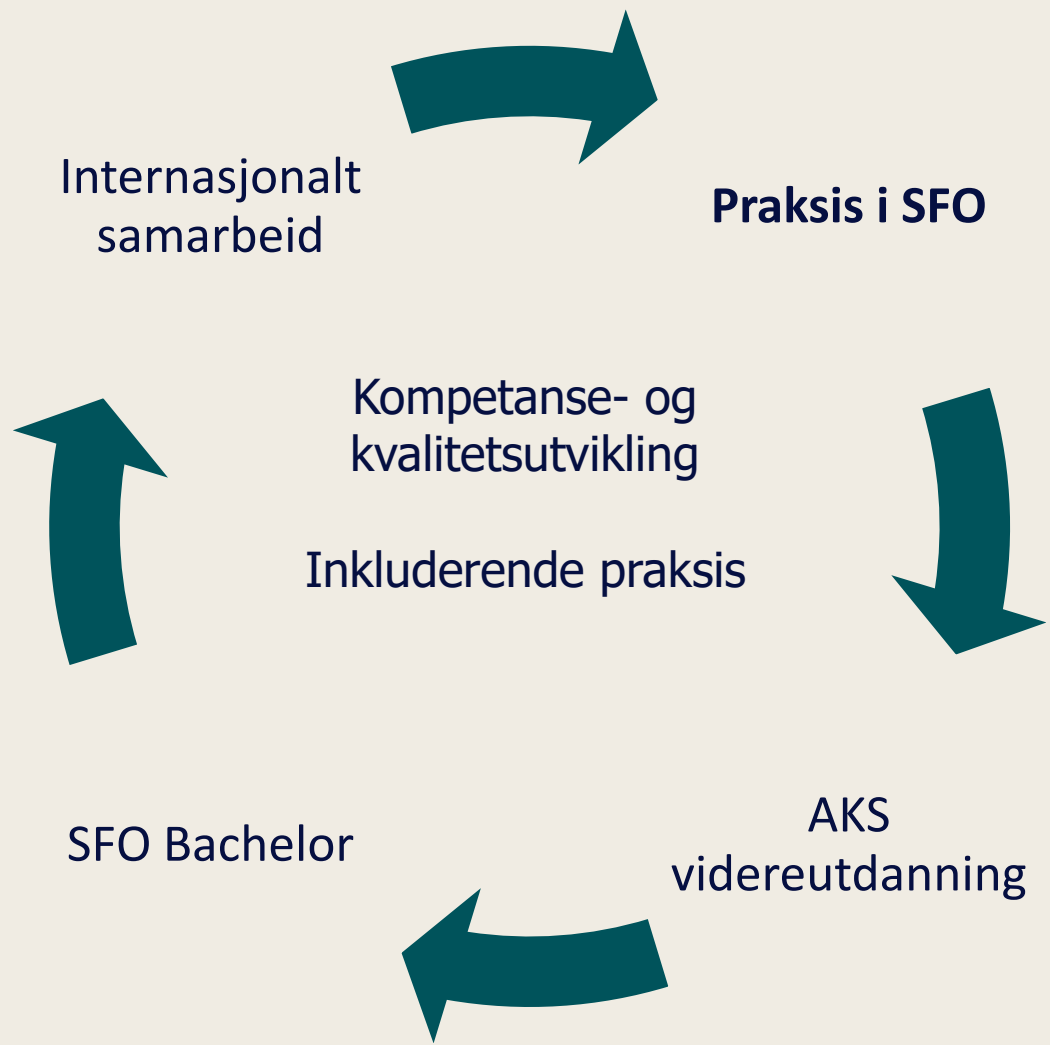 Internasjonalt
samarbeid
Praksis i SFO
Kompetanse- og
kvalitetsutvikling
Inkluderende praksis
SFO Bachelor
AKS
videreutdanning